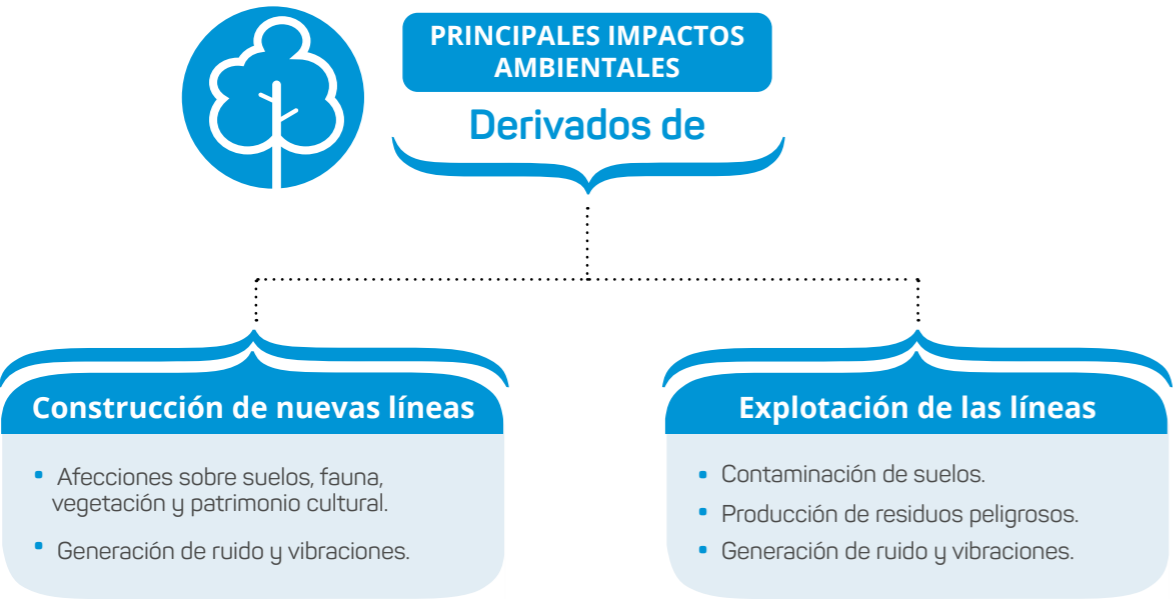 PRINCIPALES IMPACTOS
AMBIENTALES
Derivados de
Construcción de nuevas líneas
▪ Afecciones sobre suelos, fauna,
vegetación y patrimonio cultural.
▪ Generación de ruido y vibraciones.
Explotación de las líneas
▪ Contaminación de suelos.
▪ Producción de residuos peligrosos.
▪ Generación de ruido y vibraciones.